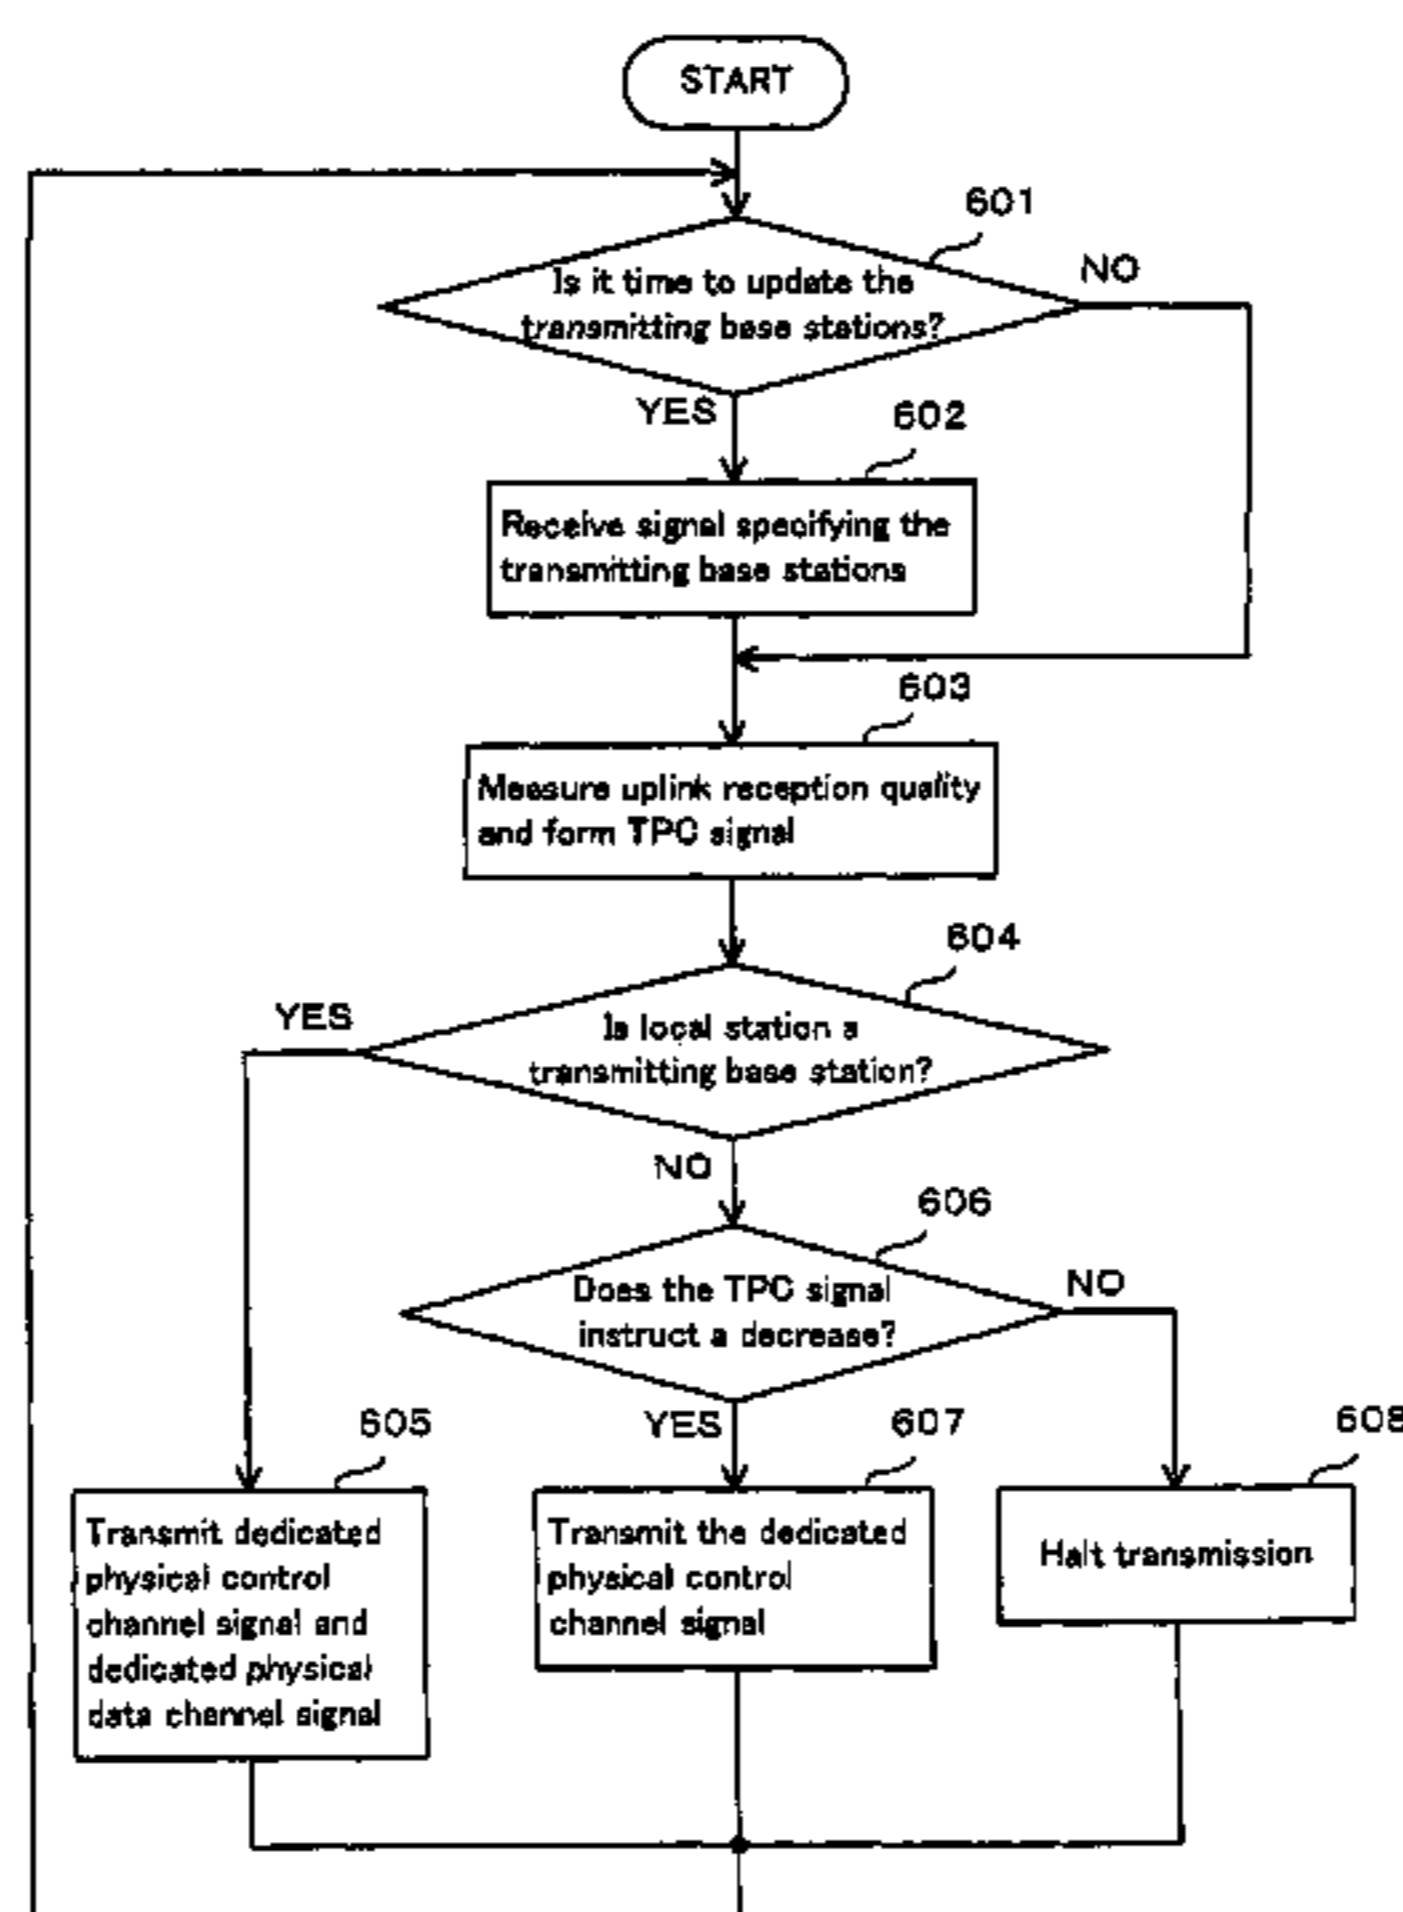 START
601
Is it time to update the
transmitting base stations?
NO
YES
602
Receive signal specifying the
transmitting base stations
603
Measure uplink reception quality
and form TPC signal
604
YES
Is local station a
transmitting base station?
NO
606
Does the TPC signal
instruct a decrease?
NO
YES
605
607
608
Transmit dedicated
physical control
channel signal and
dedicated physical
data channel signal
Transmit the dedicated
physical control
channel signal
Halt transmission